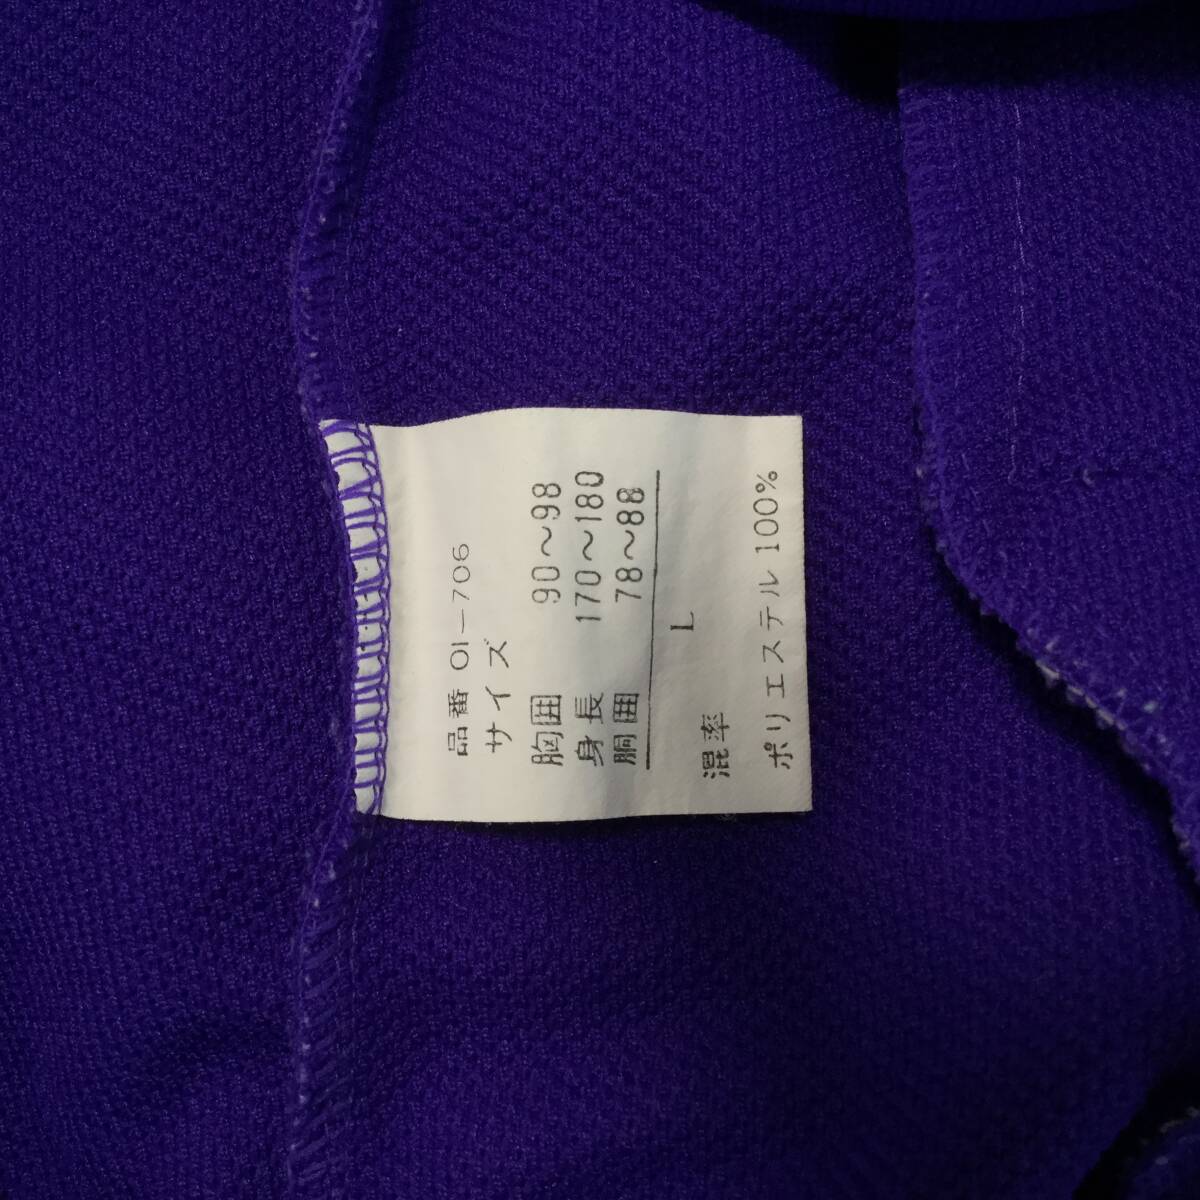 品番 01-706
サイズ
胸囲 90〜98
身長 170〜180
胴囲 78〜88
L
混率
ポリエステル 100%